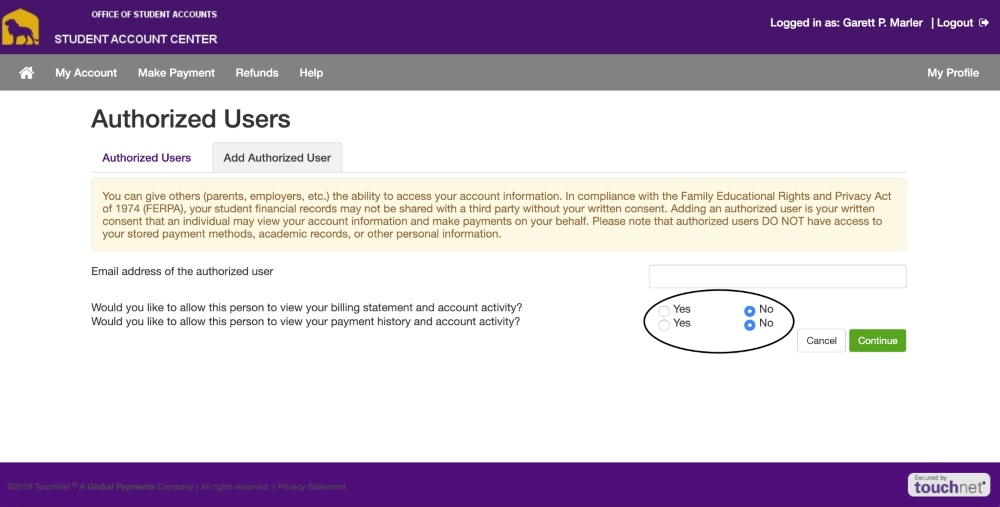 OFFICE OF STUDENT ACCOUNTS
STUDENT ACCOUNT CENTER
Logged in as: Garett P. Marler | Logout
My Account Make Payment Refunds Help My Profile
Authorized Users
Authorized Users Add Authorized User
You can give others (parents, employers, etc.) the ability to access your account information. In compliance with the Family Educational Rights and Privacy Act
of 1974 (FERPA), your student financial records may not be shared with a third party without your written consent. Adding an authorized user is your written
consent that an individual may view your account information and make payments on your behalf. Please note that authorized users DO NOT have access to
your stored payment methods, academic records, or other personal information.
Email address of the authorized user
Would you like to allow this person to view your billing statement and account activity? Yes No
Would you like to allow this person to view your payment history and account activity? Yes No
Cancel Continue
©2019 TouchNet ® A Global Payments Company | All rights reserved. | Privacy Statement
Secured by
touchnet®